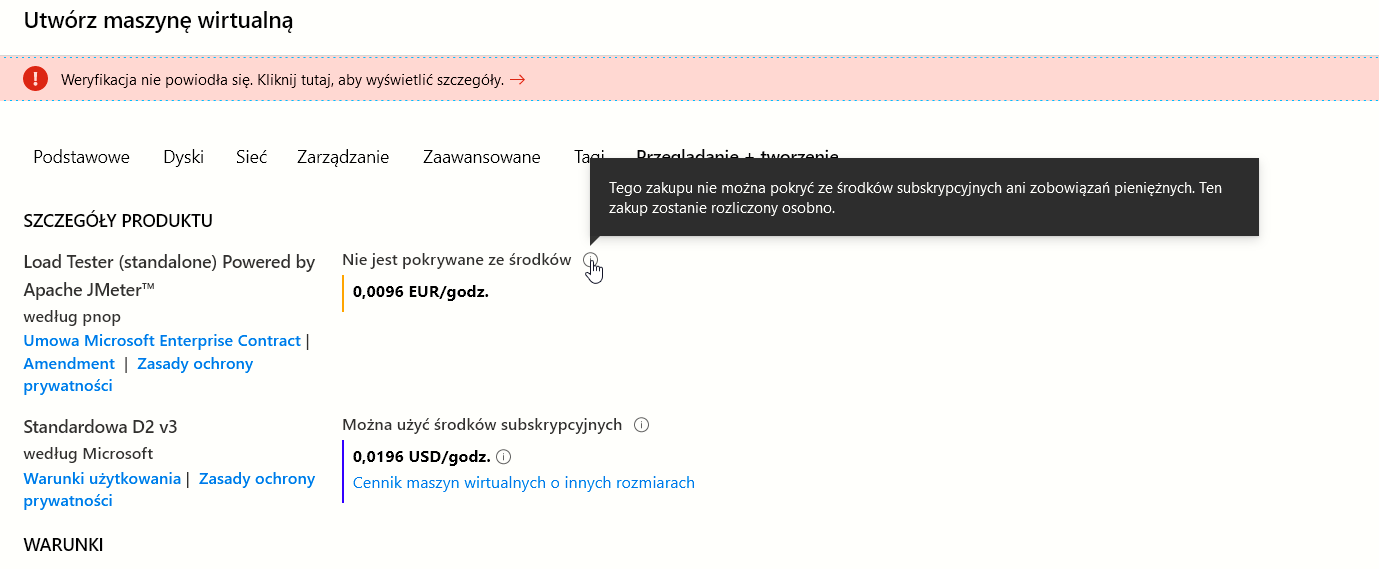 Utwórz maszynę wirtualną
Weryfikacja nie powiodła się. Kliknij tutaj, aby wyświetlić szczegóły. →
Podstawowe Dyski Sieć Zarządzanie Zaawansowane Tagi Przeglądanie + tworzenie
Tego zakupu nie można pokryć ze środków subskrypcyjnych ani zobowiązań pieniężnych. Ten
zakup zostanie rozliczony osobno.
SZCZEGÓŁY PRODUKTU
Load Tester (standalone) Powered by
Apache JMeter™
według pnop
Umowa Microsoft Enterprise Contract |
Amendment | Zasady ochrony
prywatności
Nie jest pokrywane ze środków
0,0096 EUR/godz.
Standardowa D2 v3
według Microsoft
Warunki użytkowania | Zasady ochrony
prywatności
Można użyć środków subskrypcyjnych
0,0196 USD/godz.
Cennik maszyn wirtualnych o innych rozmiarach
WARUNKI